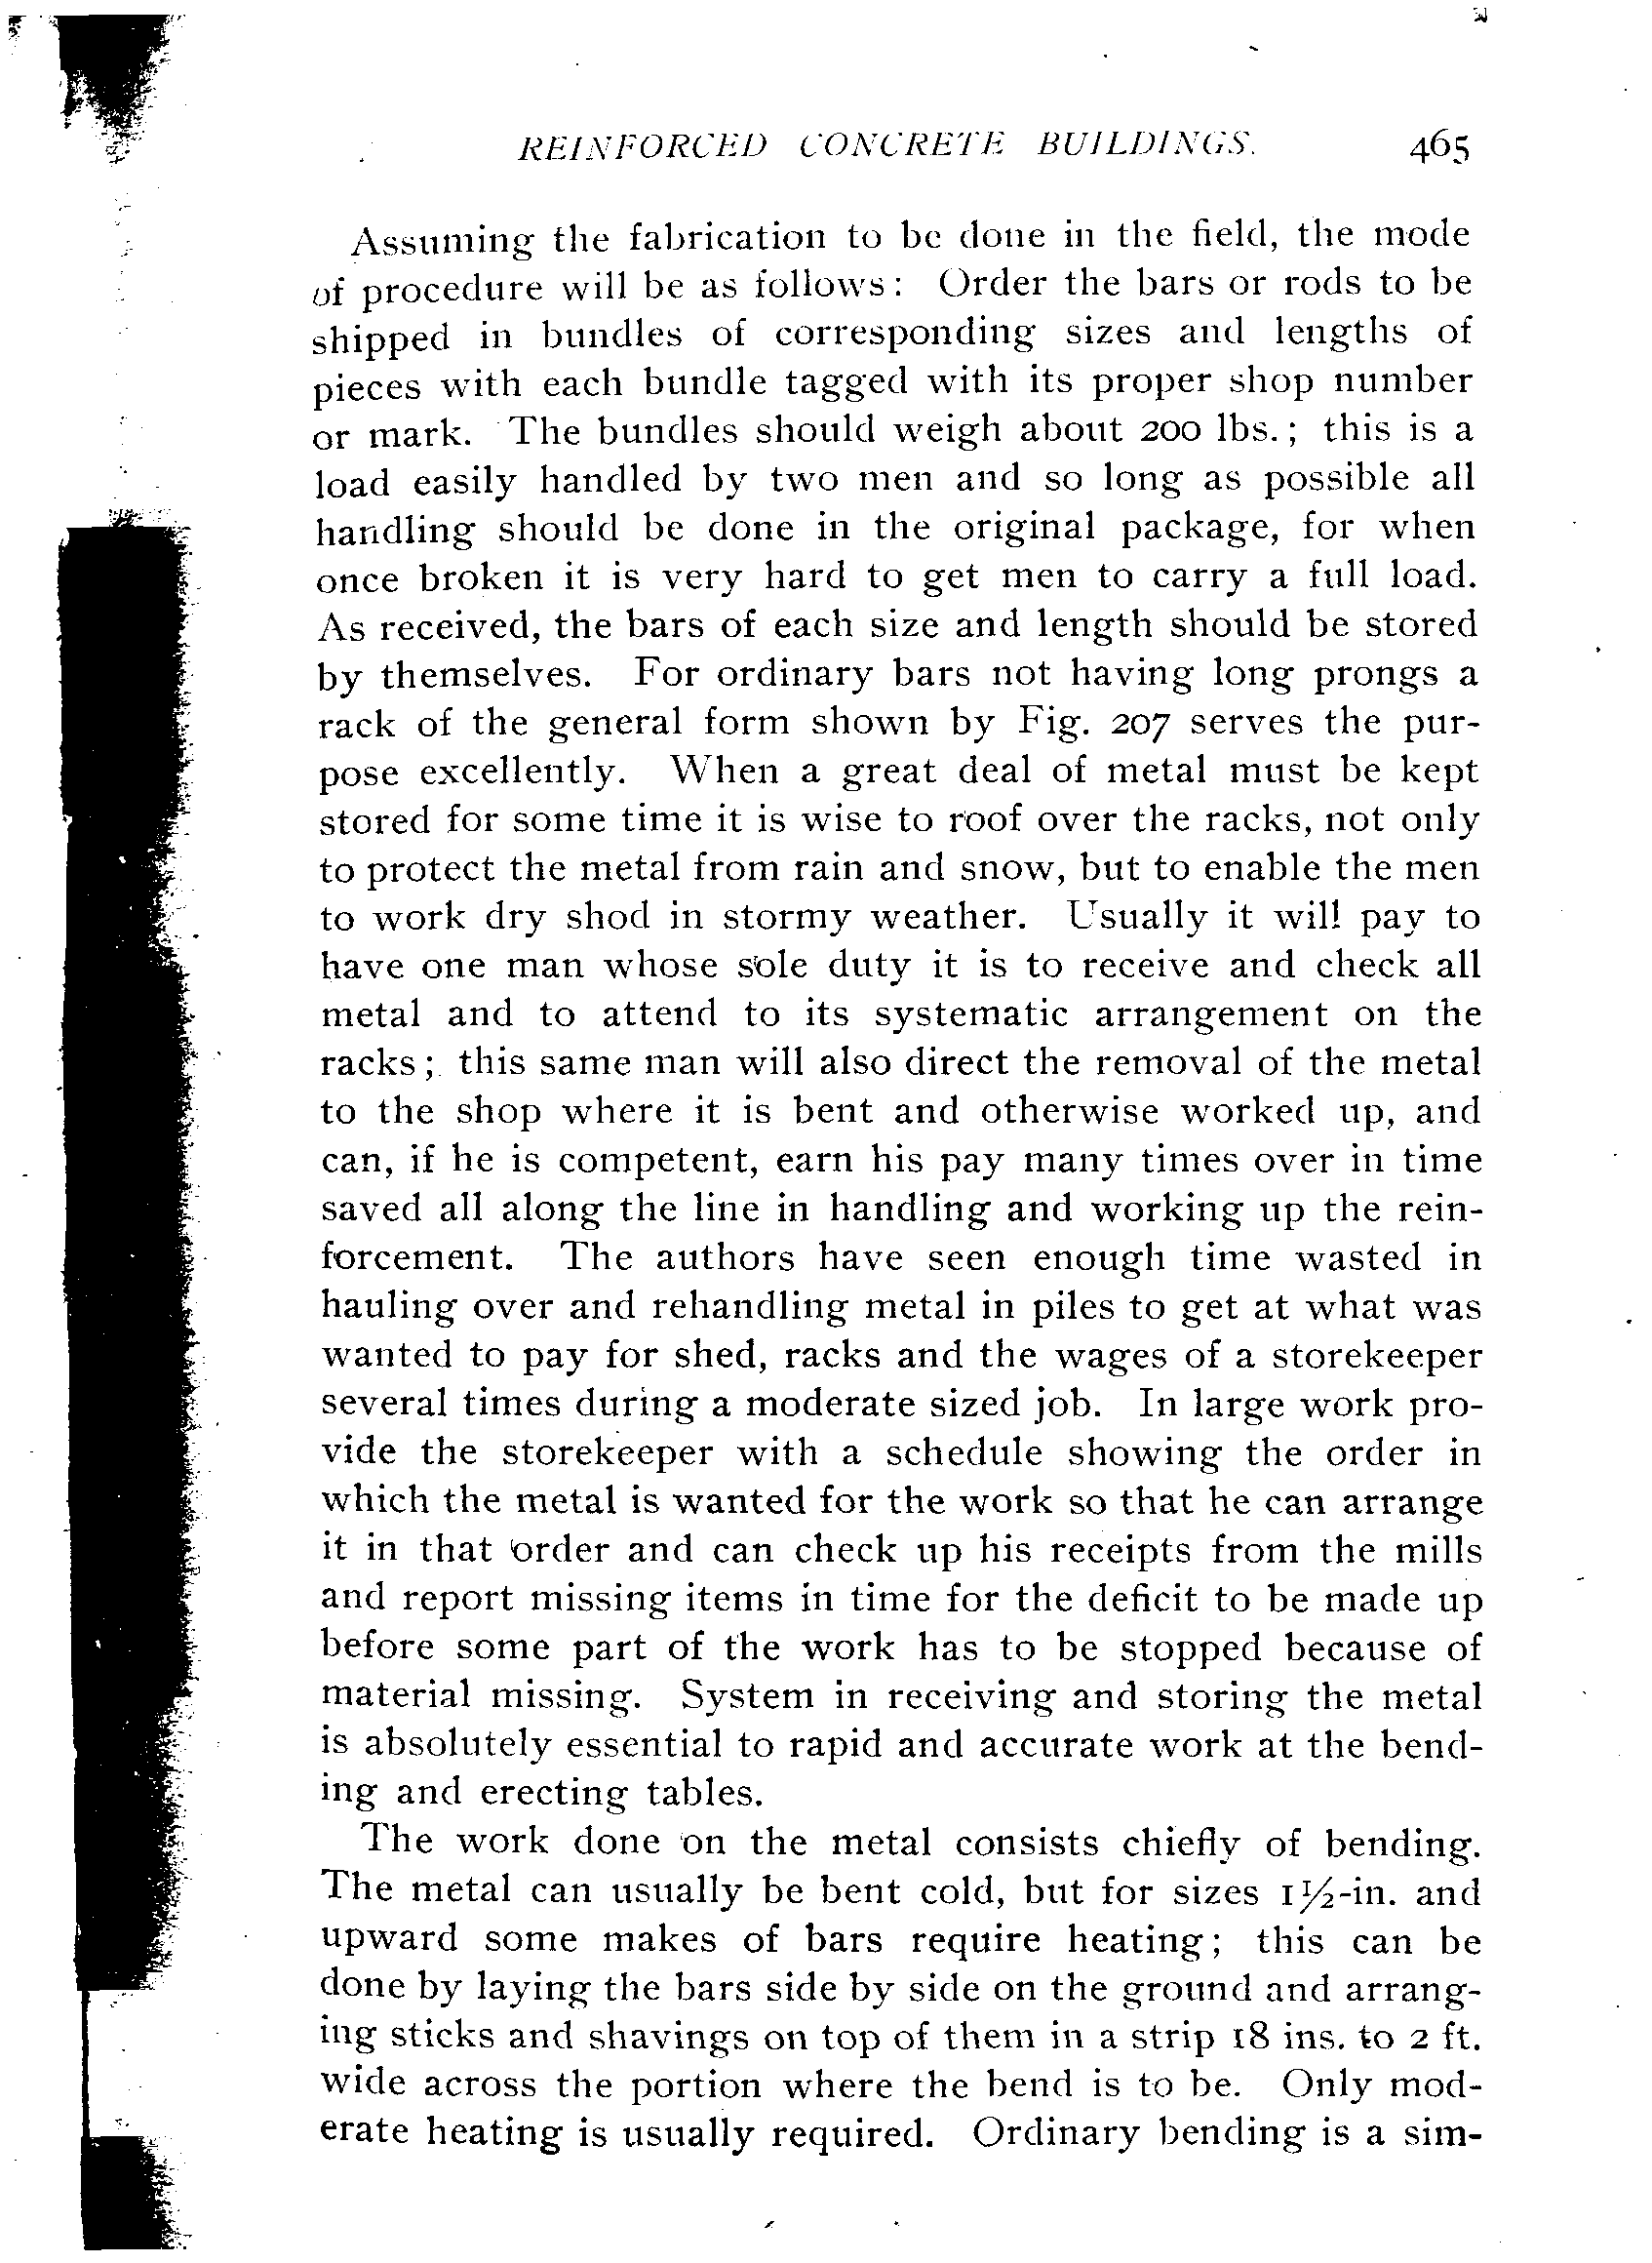 REINFORCED CONCRETE BUILDINGS. 465
Assuming the fabrication to be done in the field, the mode
of procedure will be as follows: Order the bars or rods to be
shipped in bundles of corresponding sizes and lengths of
pieces with each bundle tagged with its proper shop number
or mark. The bundles should weigh about 200 lbs.; this is a
load easily handled by two men and so long as possible all
handling should be done in the original package, for when
once broken it is very hard to get men to carry a full load.
As received, the bars of each size and length should be stored
by themselves. For ordinary bars not having long prongs a
rack of the general form shown by Fig. 207 serves the pur-
pose excellently. When a great deal of metal must be kept
stored for some time it is wise to roof over the racks, not only
to protect the metal from rain and snow, but to enable the men
to work dry shod in stormy weather. Usually it will pay to
have one man whose sole duty it is to receive and check all
metal and to attend to its systematic arrangement on the
racks; this same man will also direct the removal of the metal
to the shop where it is bent and otherwise worked up, and
can, if he is competent, earn his pay many times over in time
saved all along the line in handling and working up the rein-
forcement. The authors have seen enough time wasted in
hauling over and rehandling metal in piles to get at what was
wanted to pay for shed, racks and the wages of a storekeeper
several times during a moderate sized job. In large work pro-
vide the storekeeper with a schedule showing the order in
which the metal is wanted for the work so that he can arrange
it in that order and can check up his receipts from the mills
and report missing items in time for the deficit to be made up
before some part of the work has to be stopped because of
material missing. System in receiving and storing the metal
is absolutely essential to rapid and accurate work at the bend-
ing and erecting tables.
The work done on the metal consists chiefly of bending.
The metal can usually be bent cold, but for sizes 1½-in. and
upward some makes of bars require heating; this can be
done by laying the bars side by side on the ground and arrang-
ing sticks and shavings on top of them in a strip 18 ins. to 2 ft.
wide across the portion where the bend is to be. Only mod-
erate heating is usually required. Ordinary bending is a sim-